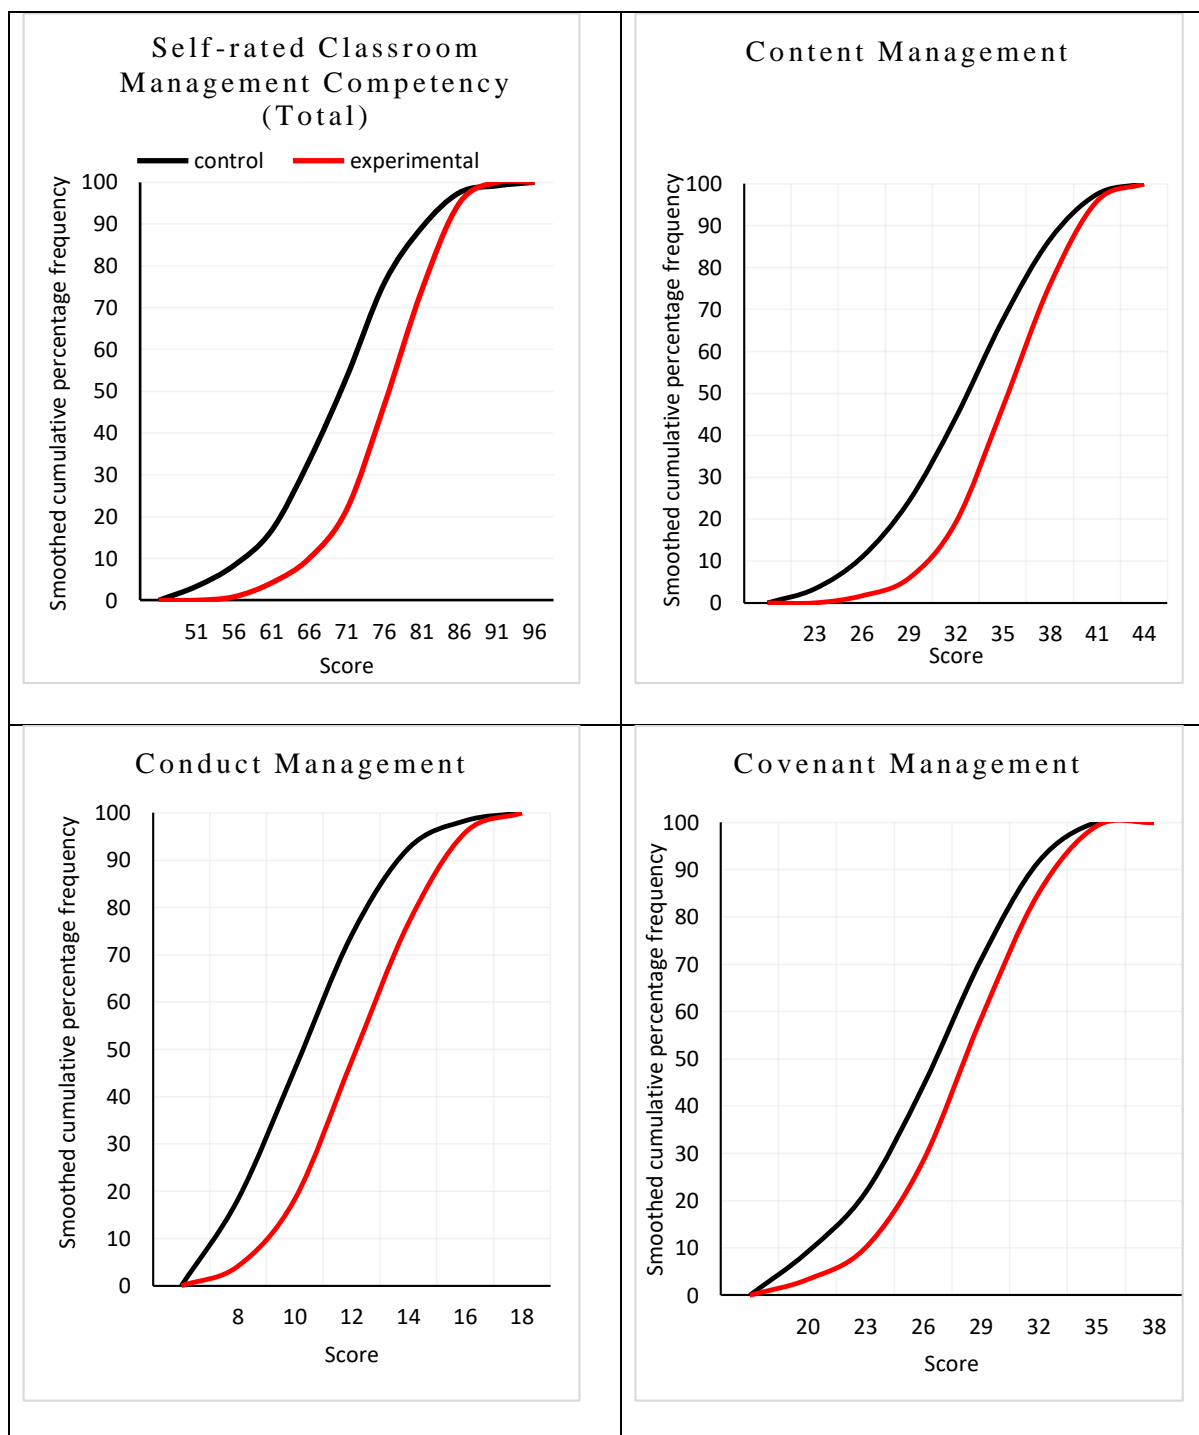 Self-rated Classroom
Management Competency
(Total)
control experimental
Smoothed cumulative percentage frequency
100
90
80
70
60
50
40
30
20
10
0
51 56 61 66 71 76 81 86 91 96
Score
Content Management
Smoothed cumulative percentage frequency
100
90
80
70
60
50
40
30
20
10
0
23 26 29 32 35 38 41 44
Score
Conduct Management
Smoothed cumulative percentage frequency
100
90
80
70
60
50
40
30
20
10
0
8 10 12 14 16 18
Score
Covenant Management
Smoothed cumulative percentage frequency
100
90
80
70
60
50
40
30
20
10
0
20 23 26 29 32 35 38
Score